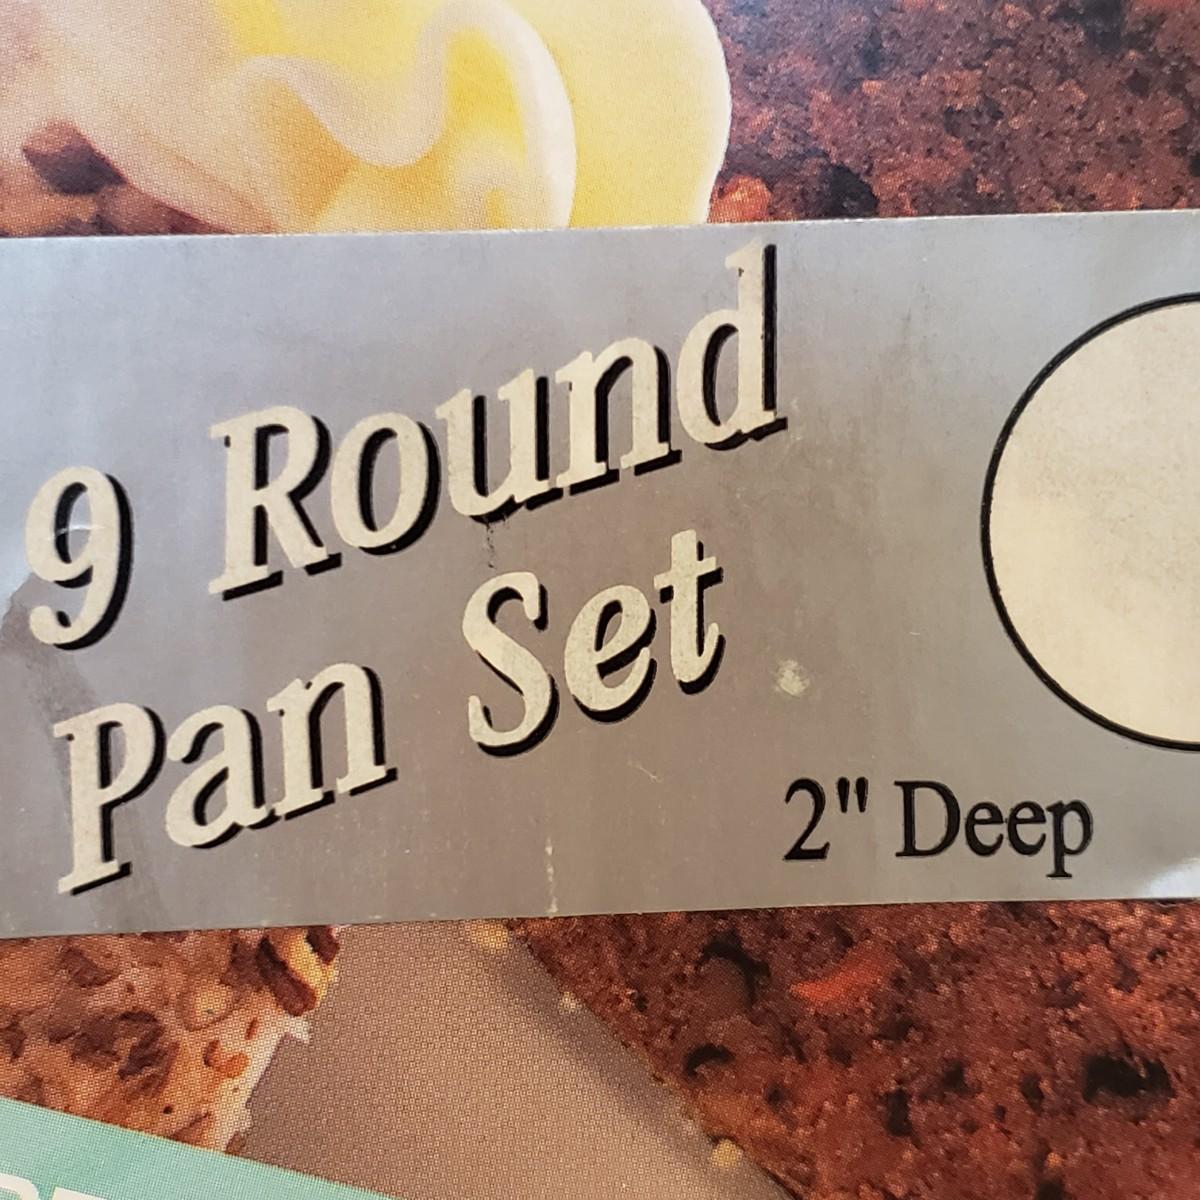 9 Round
Pan Set
2" Deep